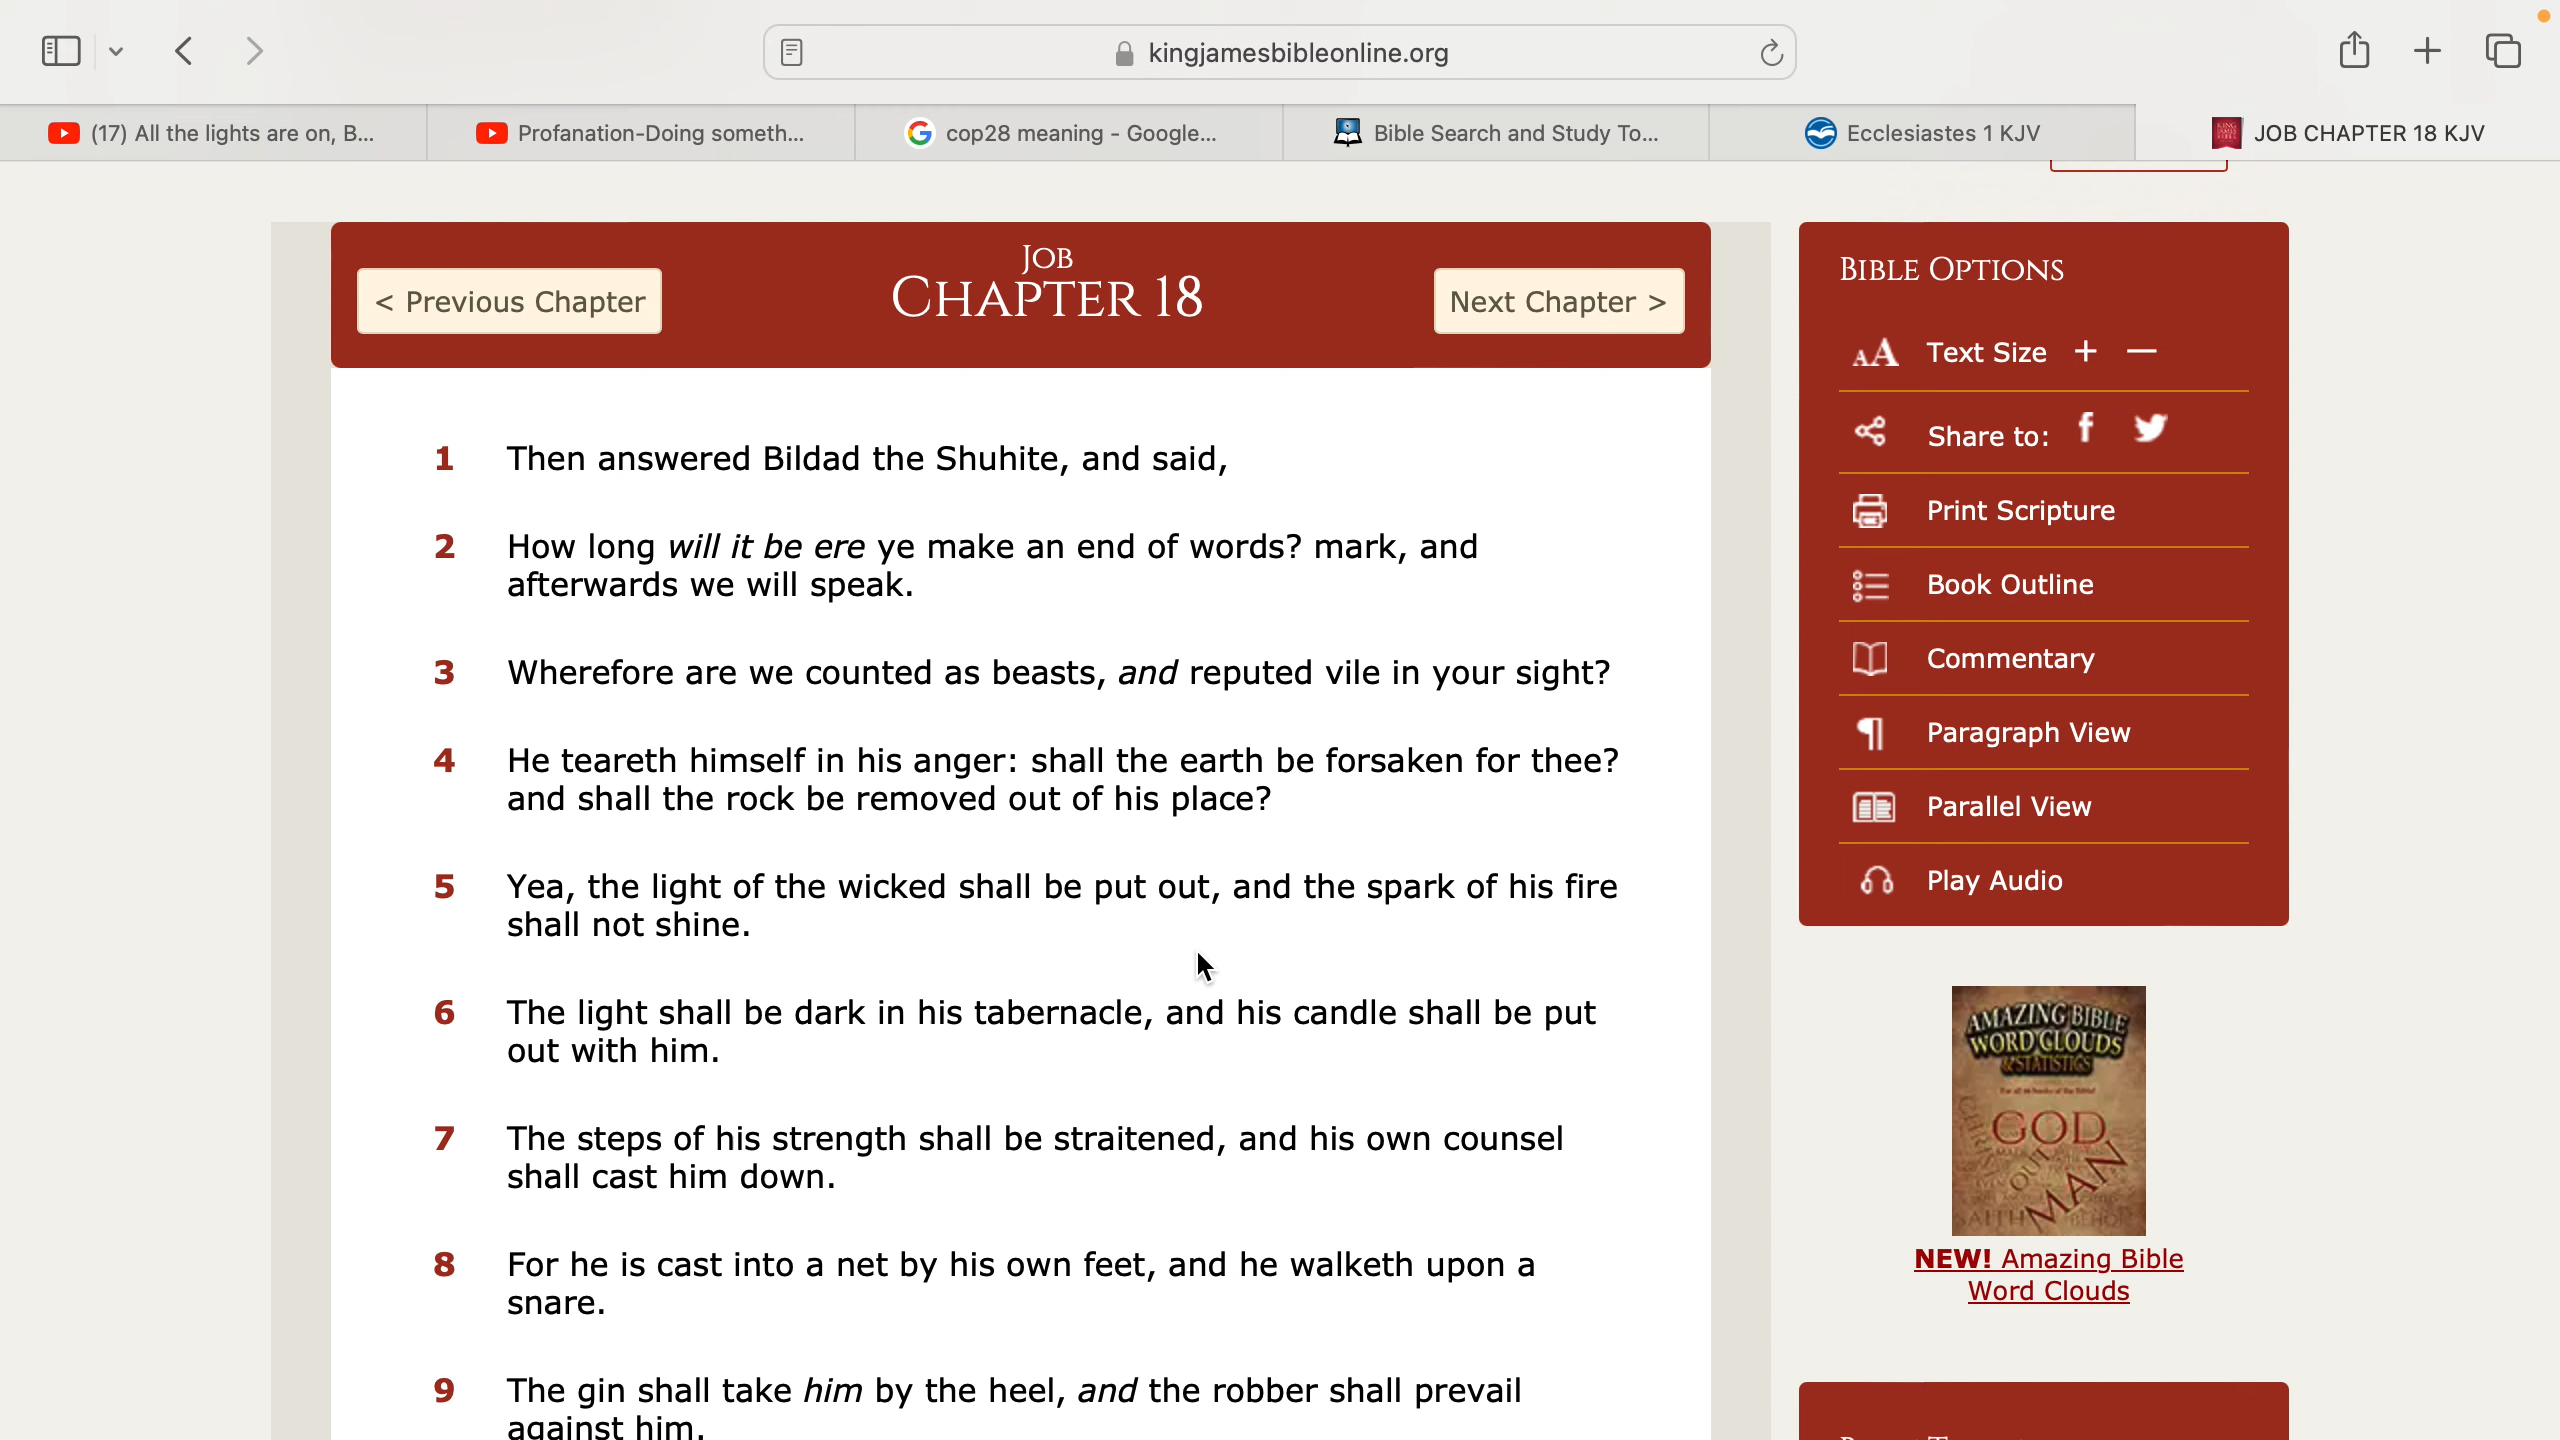 kingjamesbibleonline.org
(17) All the lights are on, B...
Profanation-Doing someth...
cop28 meaning - Google...
Bible Search and Study To...
Ecclesiastes 1 KJV
JOB CHAPTER 18 KJV
JOB
CHAPTER 18
< Previous Chapter
Next Chapter >
1 Then answered Bildad the Shuhite, and said,
2 How long will it be ere ye make an end of words? mark, and
afterwards we will speak.
3 Wherefore are we counted as beasts, and reputed vile in your sight?
4 He teareth himself in his anger: shall the earth be forsaken for thee?
and shall the rock be removed out of his place?
5 Yea, the light of the wicked shall be put out, and the spark of his fire
shall not shine.
6 The light shall be dark in his tabernacle, and his candle shall be put
out with him.
7 The steps of his strength shall be straitened, and his own counsel
shall cast him down.
8 For he is cast into a net by his own feet, and he walketh upon a
snare.
9 The gin shall take him by the heel, and the robber shall prevail
against him.
BIBLE OPTIONS
AA Text Size + —
Share to:
Print Scripture
Book Outline
Commentary
Paragraph View
Parallel View
Play Audio
AMAZING BIBLE
WORD CLOUDS
& STATISTICS
GOD
OUT
MAN
NEW! Amazing Bible
Word Clouds